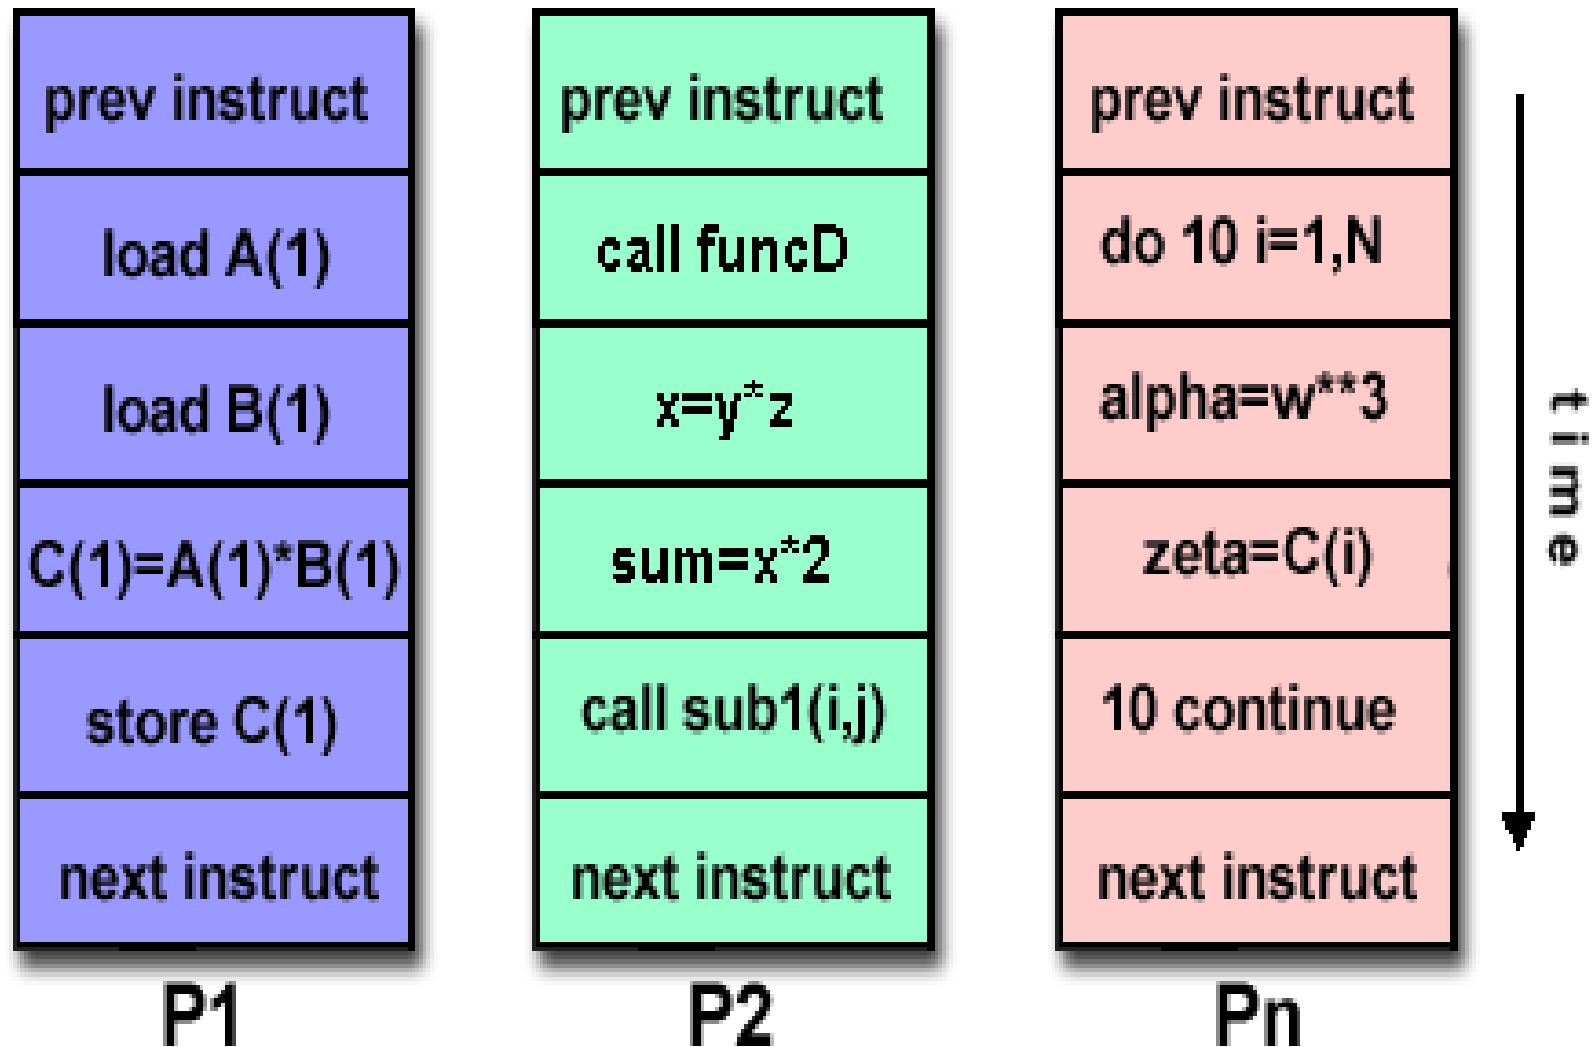 prev instruct
load A(1)
load B(1)
C(1)=A(1)*B(1)
store C(1)
next instruct
P1
prev instruct
call funcD
x=y*z
sum=x*2
call sub1(i,j)
next instruct
P2
prev instruct
do 10 i=1,N
alpha=w**3
zeta=C(i)
10 continue
next instruct
Pn
time